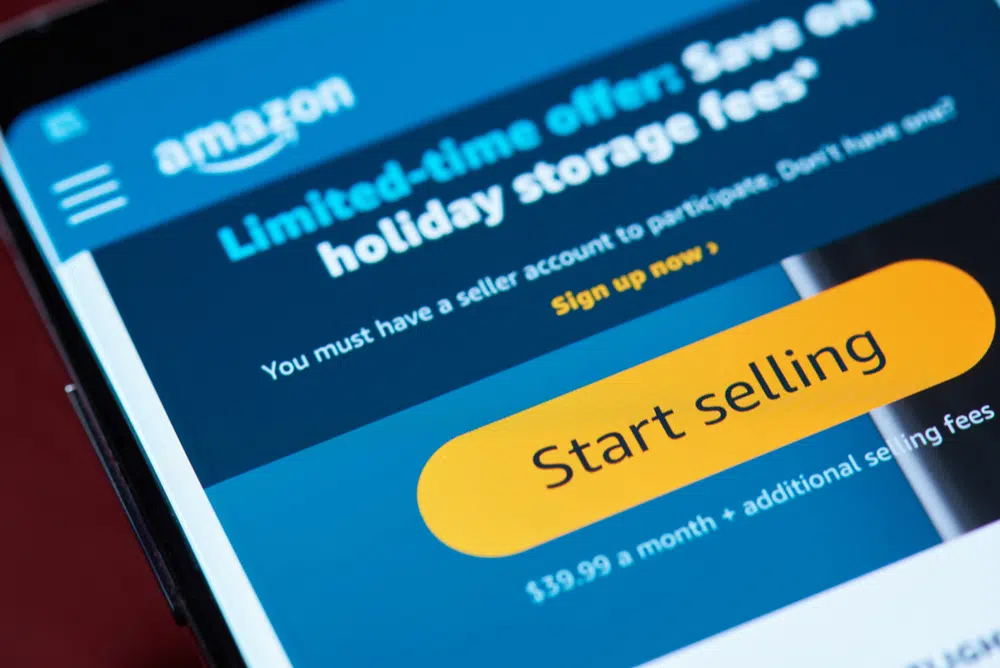 amazon
Limited-time offer: Save on
holiday storage fees*
You must have a seller account to participate. Don't have one?
Sign up now ›
Start selling
$39.99 a month + additional selling fees